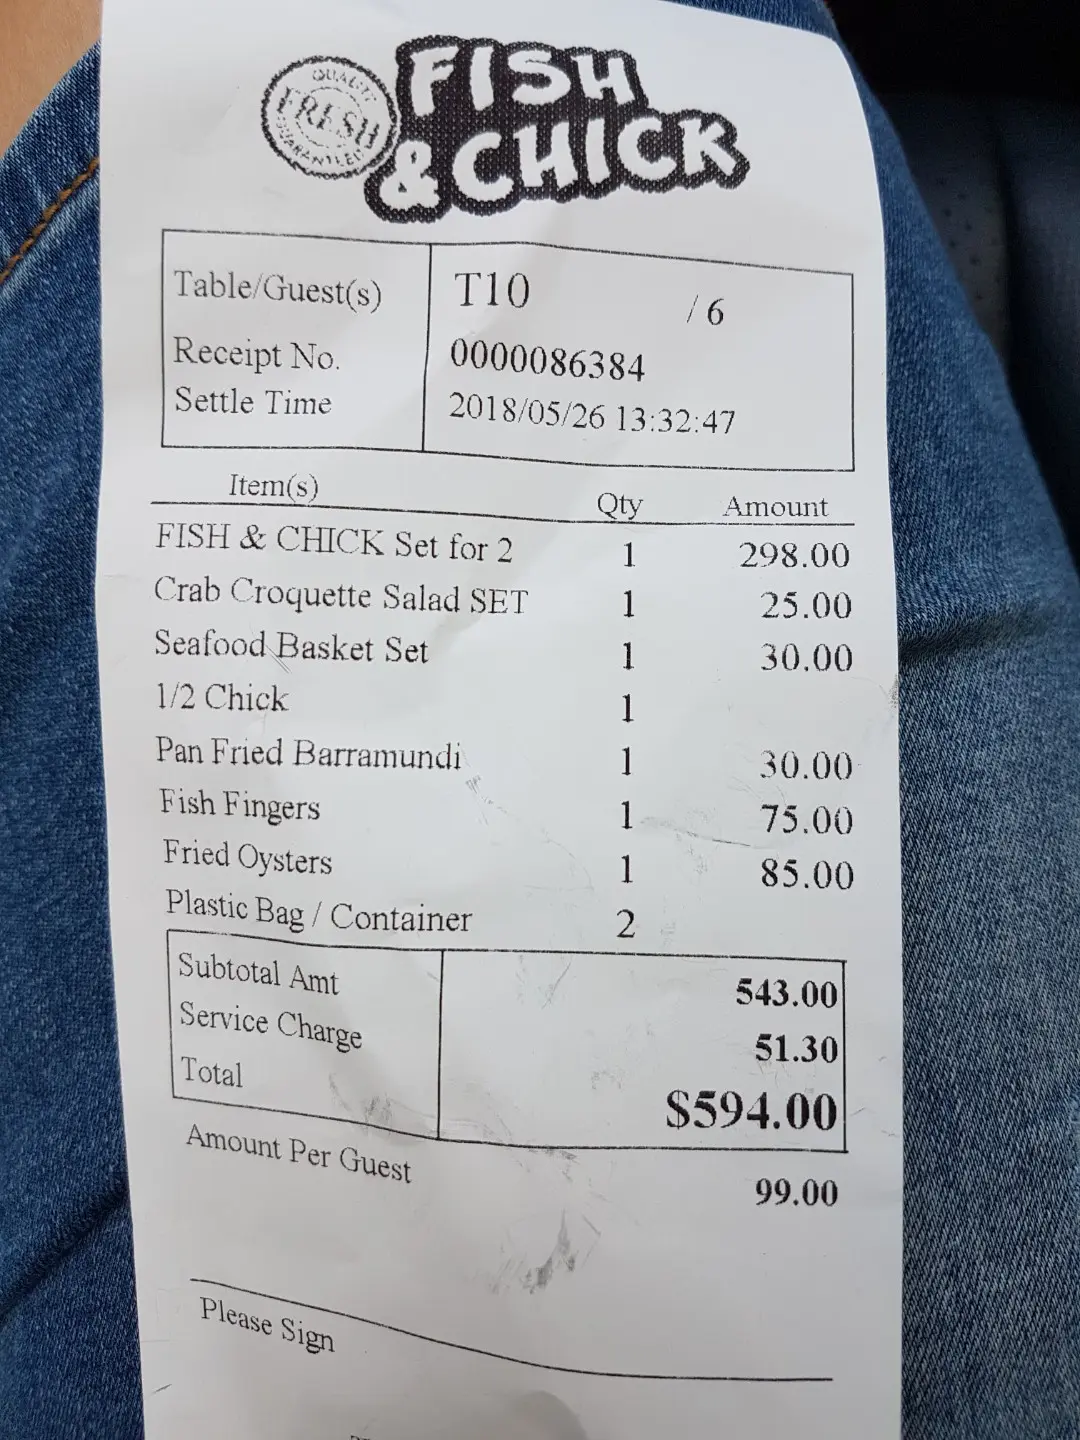 QUALITY
FRESH
GUARANTEED
FISH
& CHICK
Table/Guest(s) T10 / 6
Receipt No. 0000086384
Settle Time 2018/05/26 13:32:47
Item(s) Qty Amount
FISH & CHICK Set for 2 1 298.00
Crab Croquette Salad SET 1 25.00
Seafood Basket Set 1 30.00
1/2 Chick 1
Pan Fried Barramundi 1 30.00
Fish Fingers 1 75.00
Fried Oysters 1 85.00
Plastic Bag / Container 2
Subtotal Amt 543.00
Service Charge 51.30
Total $594.00
Amount Per Guest 99.00
Please Sign